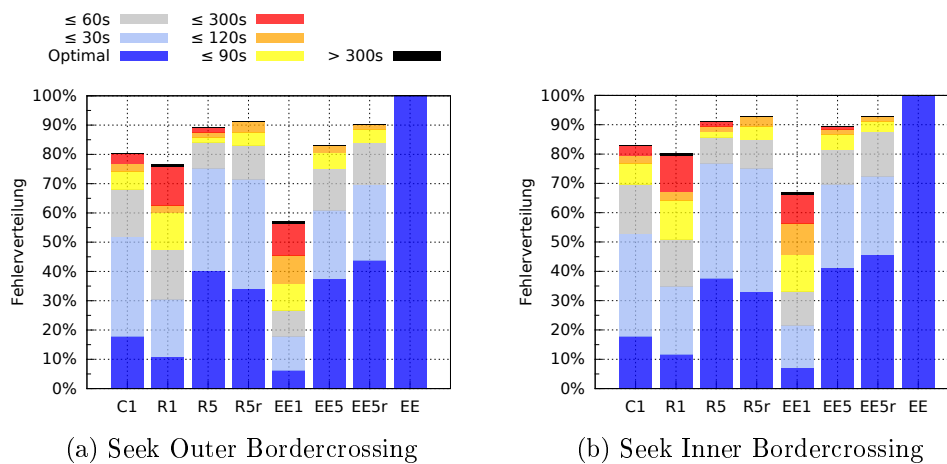 ≤ 60s ≤ 300s
≤ 30s ≤ 120s
Optimal ≤ 90s > 300s
Fehlerverteilung
100%
90%
80%
70%
60%
50%
40%
30%
20%
10%
0%
C1 R1 R5 R5r EE1 EE5 EE5r EE
(a) Seek Outer Bordercrossing
Fehlerverteilung
100%
90%
80%
70%
60%
50%
40%
30%
20%
10%
0%
C1 R1 R5 R5r EE1 EE5 EE5r EE
(b) Seek Inner Bordercrossing